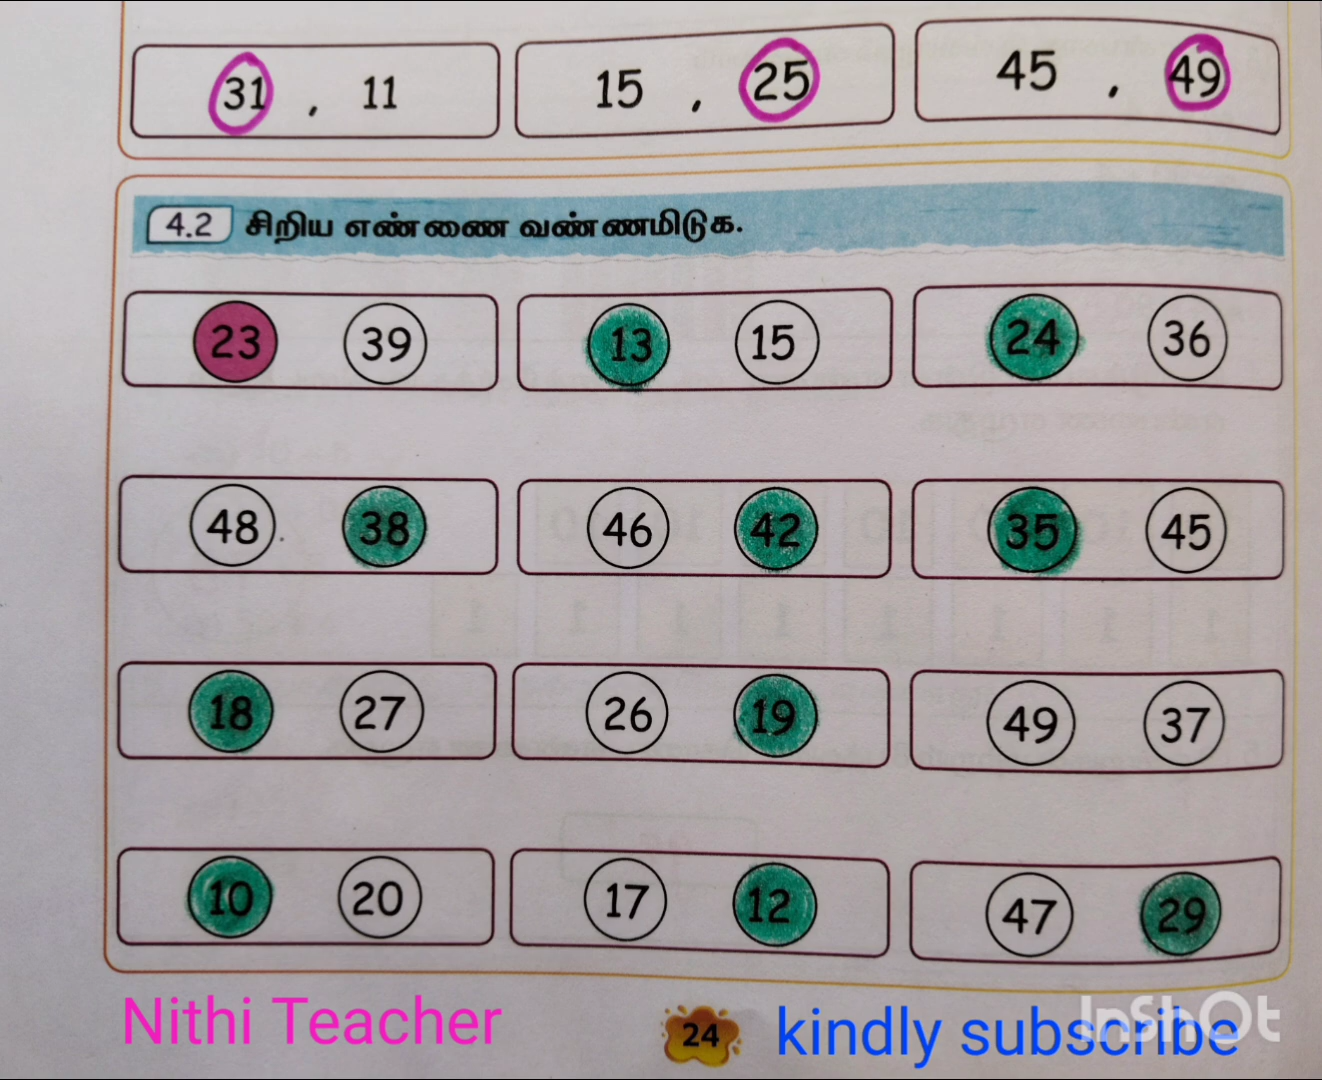 31 , 11 15 , 25 45 , 49
4.2 சிறிய எண்ணை வண்ணமிடுக.
23 39 13 15 24 36
48 38 46 42 35 45
18 27 26 19 49 37
10 20 17 12 47 29
Nithi Teacher 24 kindly subscribe
InShOt